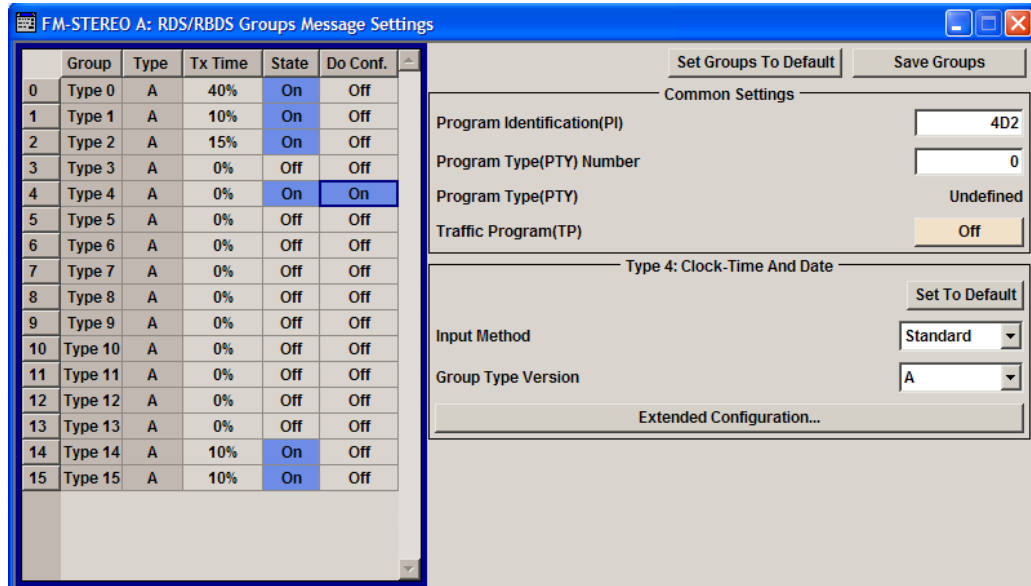 FM-STEREO A: RDS/RBDS Groups Message Settings
Group Type Tx Time State Do Conf.
0 Type 0 A 40% On Off
1 Type 1 A 10% On Off
2 Type 2 A 15% On Off
3 Type 3 A 0% Off Off
4 Type 4 A 0% On On
5 Type 5 A 0% Off Off
6 Type 6 A 0% Off Off
7 Type 7 A 0% Off Off
8 Type 8 A 0% Off Off
9 Type 9 A 0% Off Off
10 Type 10 A 0% Off Off
11 Type 11 A 0% Off Off
12 Type 12 A 0% Off Off
13 Type 13 A 0% Off Off
14 Type 14 A 10% On Off
15 Type 15 A 10% On Off
Set Groups To Default Save Groups
Common Settings
Program Identification(PI) 4D2
Program Type(PTY) Number 0
Program Type(PTY) Undefined
Traffic Program(TP) Off
Type 4: Clock-Time And Date
Set To Default
Input Method Standard
Group Type Version A
Extended Configuration...